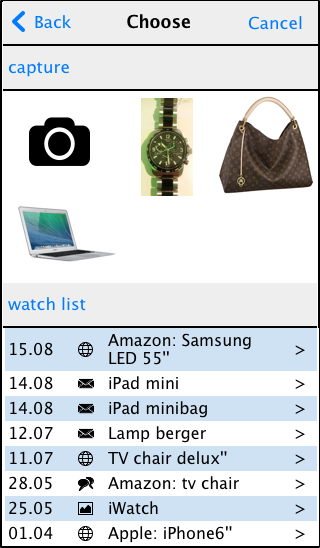 Back Choose Cancel
capture
watch list
15.08 Amazon: Samsung
LED 55"
14.08 iPad mini >
14.08 iPad minibag >
12.07 Lamp berger >
11.07 TV chair delux" >
28.05 Amazon: tv chair >
25.05 iWatch >
01.04 Apple: iPhone6" >